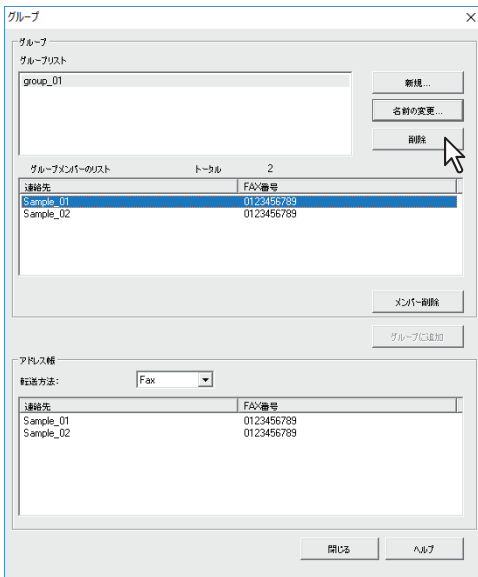 グループ
グループ
グループリスト
group_01
新規...
名前の変更...
削除
グループメンバーのリスト トータル 2
連絡先 FAX番号
Sample_01 0123456789
Sample_02 0123456789
メンバー削除
グループに追加
アドレス帳
転送方法: Fax
連絡先 FAX番号
Sample_01 0123456789
Sample_02 0123456789
閉じる ヘルプ